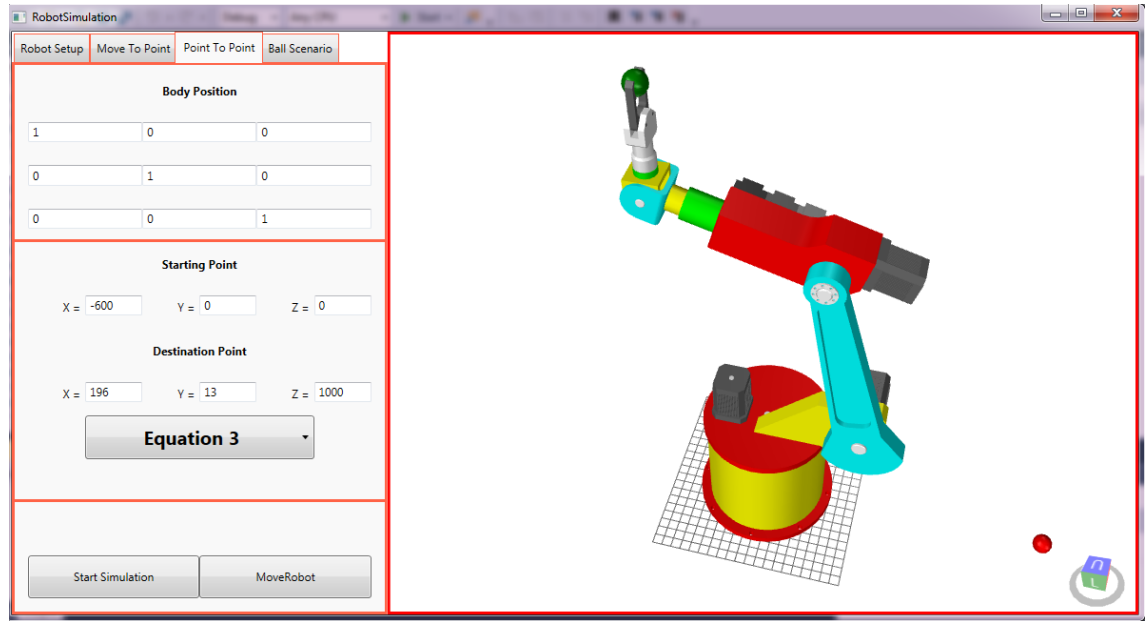 RobotSimulation
Robot Setup Move To Point Point To Point Ball Scenario
Body Position
1 0 0
0 1 0
0 0 1
Starting Point
X = -600 Y = 0 Z = 0
Destination Point
X = 196 Y = 13 Z = 1000
Equation 3
Start Simulation MoveRobot
U
L